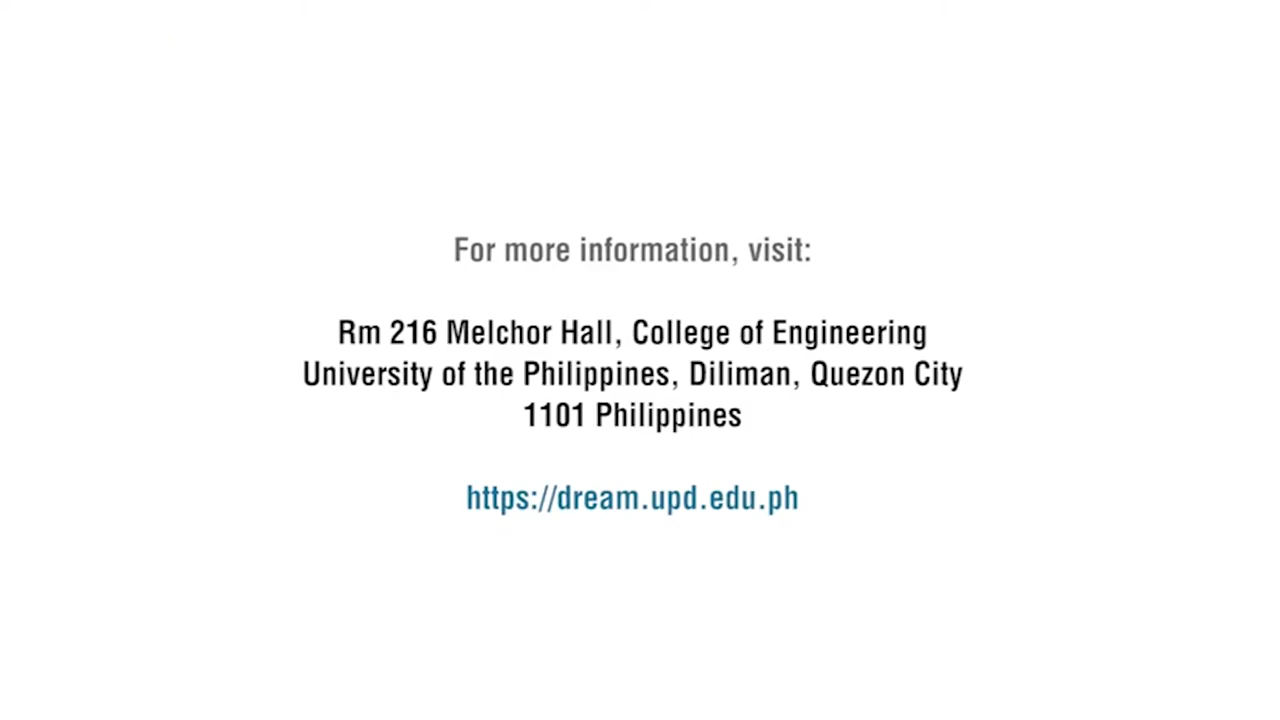 For more information, visit:
Rm 216 Melchor Hall, College of Engineering
University of the Philippines, Diliman, Quezon City
1101 Philippines
https://dream.upd.edu.ph